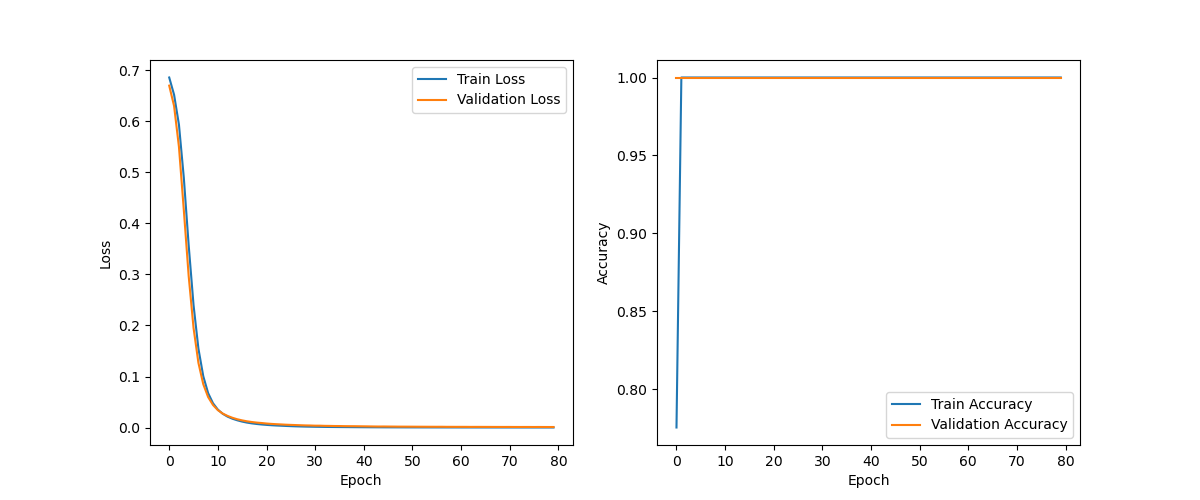 0.7
0.6
0.5
0.4
0.3
0.2
0.1
0.0
Loss
0 10 20 30 40 50 60 70 80
Epoch
Train Loss
Validation Loss
1.00
0.95
0.90
0.85
0.80
Accuracy
0 10 20 30 40 50 60 70 80
Epoch
Train Accuracy
Validation Accuracy